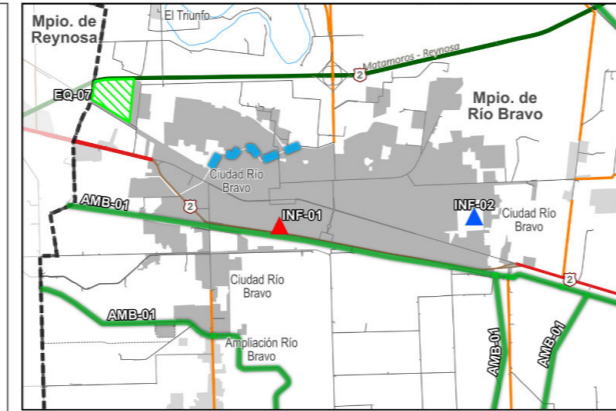 Mpio. de
Reynosa
El Triunfo
Matamoros - Reynosa
2
EQ-07
Mpio. de
Río Bravo
Ciudad Río
Bravo
AMB-01
2
INF-01
INF-02
Ciudad Río
Bravo
Ciudad Río
Bravo
2
AMB-01
Ampliación Río
Bravo
AMB-01
AMB-01